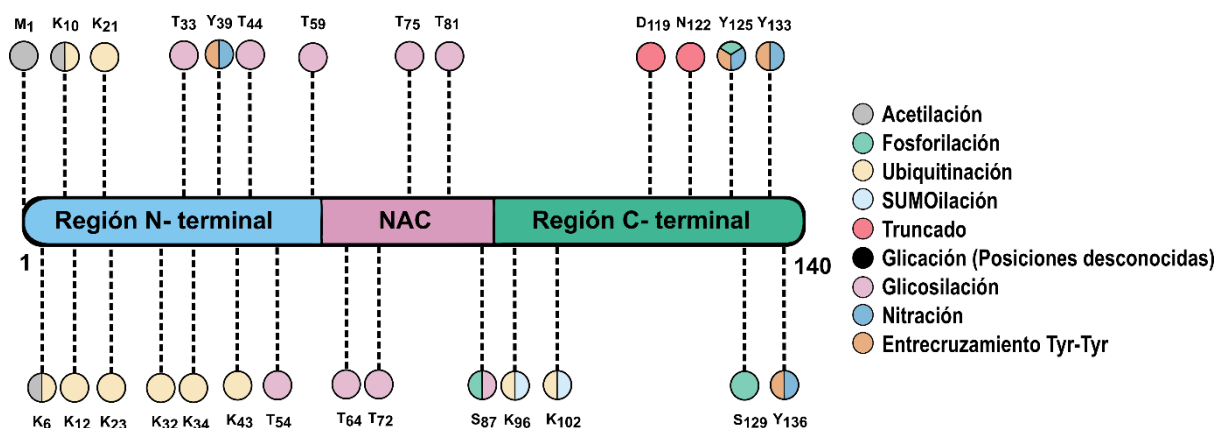 M1 K10 K21 T33 Y39 T44 T59 T75 T81 D119 N122 Y125 Y133
Región N- terminal NAC Región C- terminal
1 140
K6 K12 K23 K32 K34 K43 T54 T64 T72 S87 K96 K102 S129 Y136
Acetilación
Fosforilación
Ubiquitinación
SUMOilación
Truncado
Glicación (Posiciones desconocidas)
Glicosilación
Nitración
Entrecruzamiento Tyr-Tyr